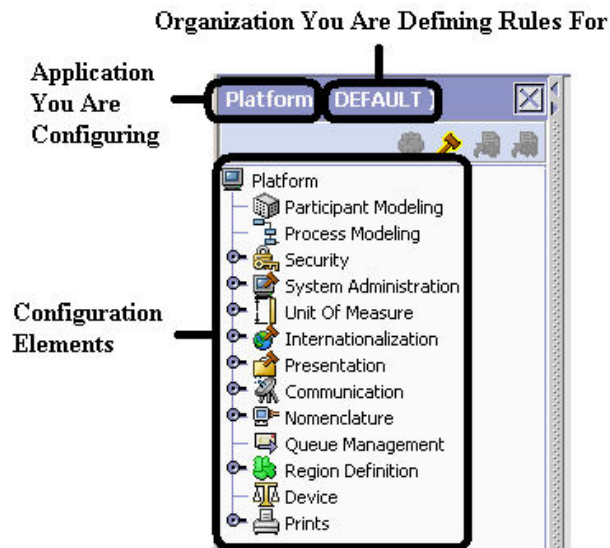 Organization You Are Defining Rules For
Application
You Are
Configuring
Platform
DEFAULT )
Configuration
Elements
Platform
Participant Modeling
Process Modeling
Security
System Administration
Unit Of Measure
Internationalization
Presentation
Communication
Nomenclature
Queue Management
Region Definition
Device
Prints